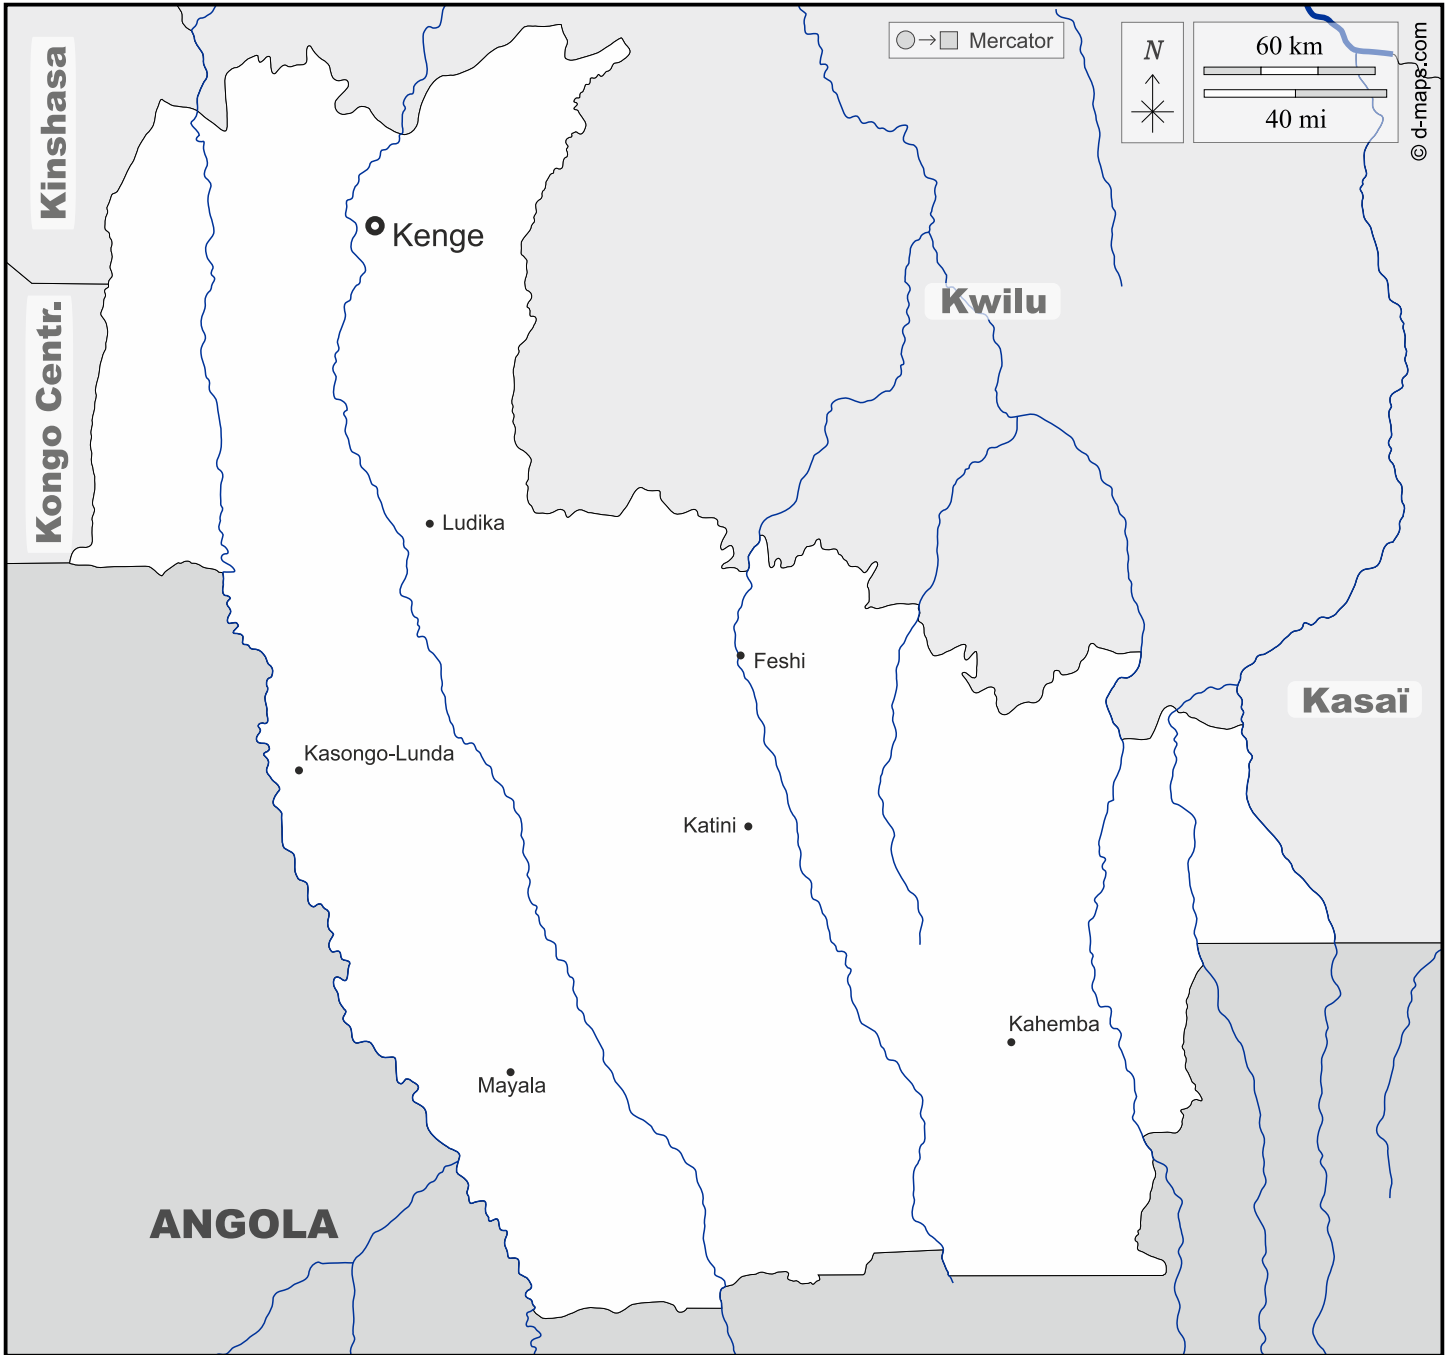 Kinshasa
Mercator
N
60 km
40 mi
© d-maps.com
Kenge
Kwilu
Kongo Centr.
Ludika
Feshi
Kasaï
Kasongo-Lunda
Katini
Kahemba
Mayala
ANGOLA